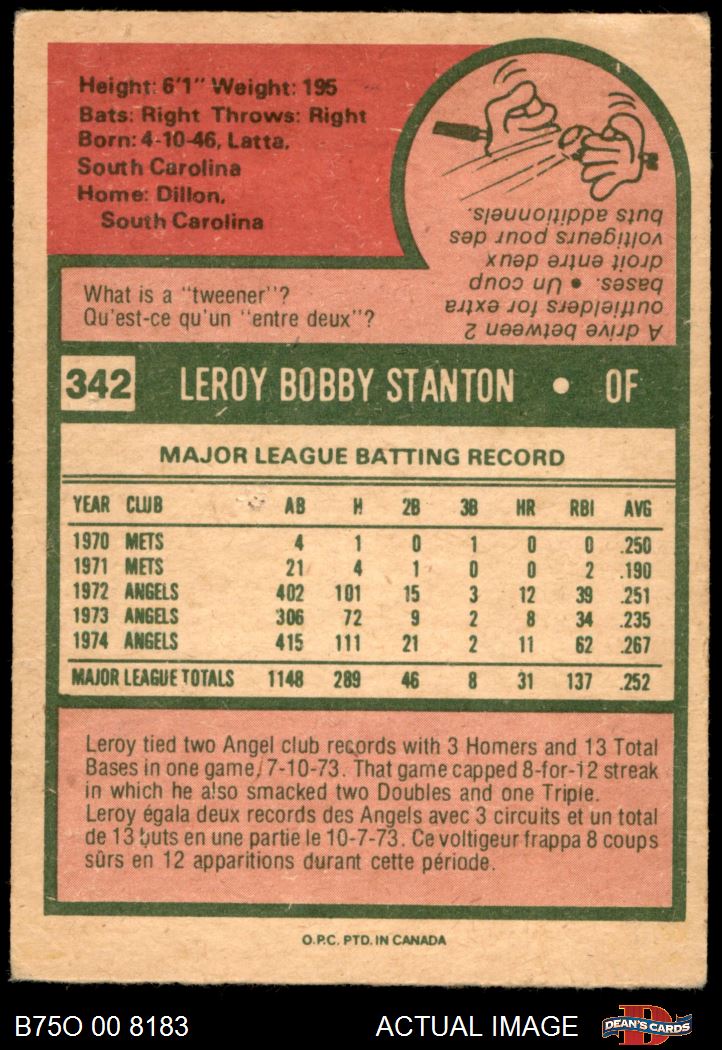 Height: 6'1" Weight: 195
Bats: Right Throws: Right
Born: 4-10-46, Latta,
South Carolina
Home: Dillon,
South Carolina
What is a "tweener"?
Qu'est-ce qu'un "entre deux"?
A drive between 2
outfielders for extra
bases. • Un coup
droit entre deux
voltigeurs pour des
buts additionnels.
342 LEROY BOBBY STANTON • OF
MAJOR LEAGUE BATTING RECORD
YEAR CLUB AB H 2B 3B HR RBI AVG
1970 METS 4 1 0 1 0 0 .250
1971 METS 21 4 1 0 0 2 .190
1972 ANGELS 402 101 15 3 12 39 .251
1973 ANGELS 306 72 9 2 8 34 .235
1974 ANGELS 415 111 21 2 11 62 .267
MAJOR LEAGUE TOTALS 1148 289 46 8 31 137 .252
Leroy tied two Angel club records with 3 Homers and 13 Total
Bases in one game, 7-10-73. That game capped 8-for-12 streak
in which he also smacked two Doubles and one Triple.
Leroy égala deux records des Angels avec 3 circuits et un total
de 13 buts en une partie le 10-7-73. Ce voltigeur frappa 8 coups
sûrs en 12 apparitions durant cette période.
O.P.C. PTD. IN CANADA
B75O 00 8183 ACTUAL IMAGE D DEAN'S CARDS